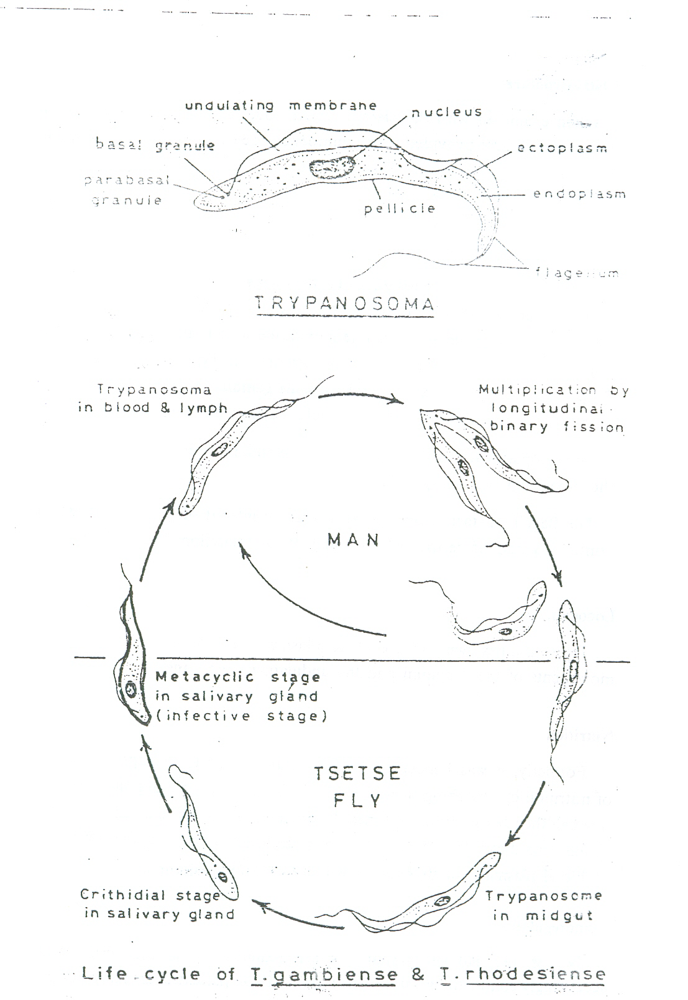 undulating membrane
nucleus
basal granule
ectoplasm
parabasal
granule
endoplasm
pellicle
flagellum
TRYPANOSOMA
Trypanosoma
in blood & lymph
Multiplication by
longitudinal
binary fission
MAN
Metacyclic stage
in salivary gland
(infective stage)
TSETSE
FLY
Crithidial stage
in salivary gland
Trypanosome
in midgut
Life cycle of T. gambiense & T. rhodesiense